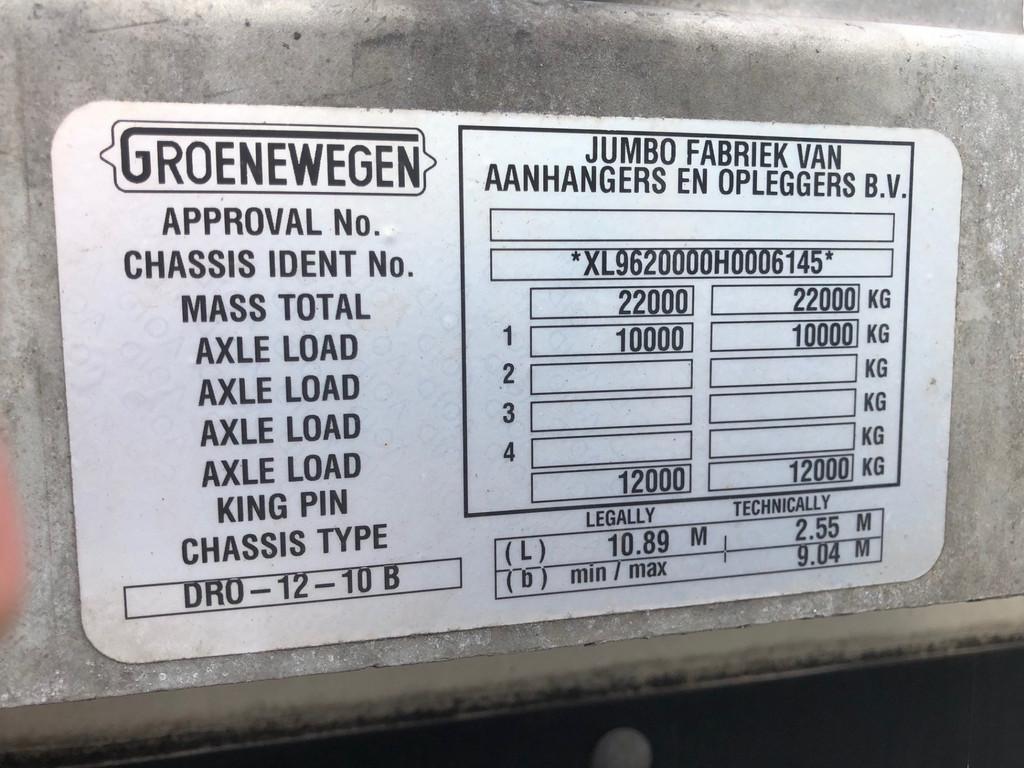 GROENEWEGEN
JUMBO FABRIEK VAN
AANHANGERS EN OPLEGGERS B.V.
APPROVAL No.
CHASSIS IDENT No. *XL9620000H0006145*
MASS TOTAL 22000 22000 KG
AXLE LOAD 1 10000 10000 KG
AXLE LOAD 2 KG
AXLE LOAD 3 KG
AXLE LOAD 4 KG
KING PIN 12000 12000 KG
LEGALLY TECHNICALLY
CHASSIS TYPE
DRO-12-10 B
(L) 10.89 M 2.55 M
(b) min / max 9.04 M